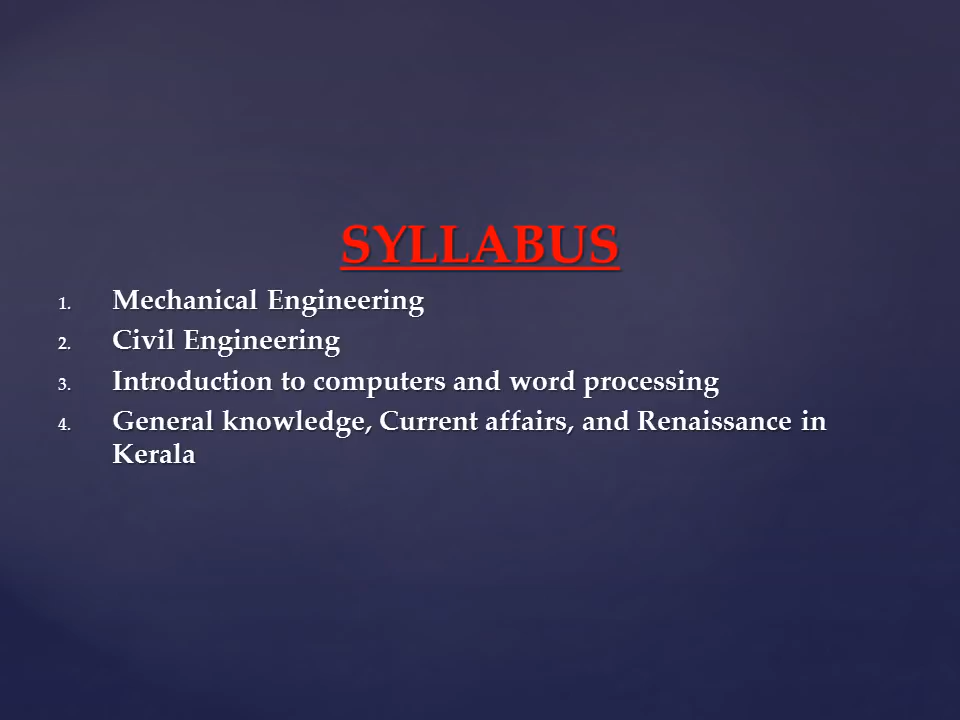 SYLLABUS
1. Mechanical Engineering
2. Civil Engineering
3. Introduction to computers and word processing
4. General knowledge, Current affairs, and Renaissance in
Kerala